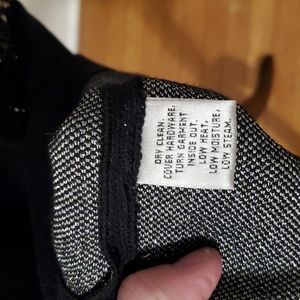 DRY CLEAN.
COVER HARDWARE,
TURN GARMENT
INSIDE OUT.
LOW HEAT,
LOW MOISTURE,
LOW STEAM.